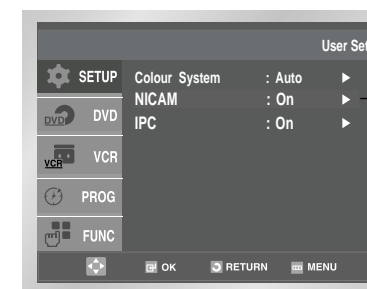 User Set
SETUP
Colour System : Auto ►
NICAM : On ►
DVD DVD
IPC : On ►
VCR VCR
PROG
FUNC
OK RETURN MENU